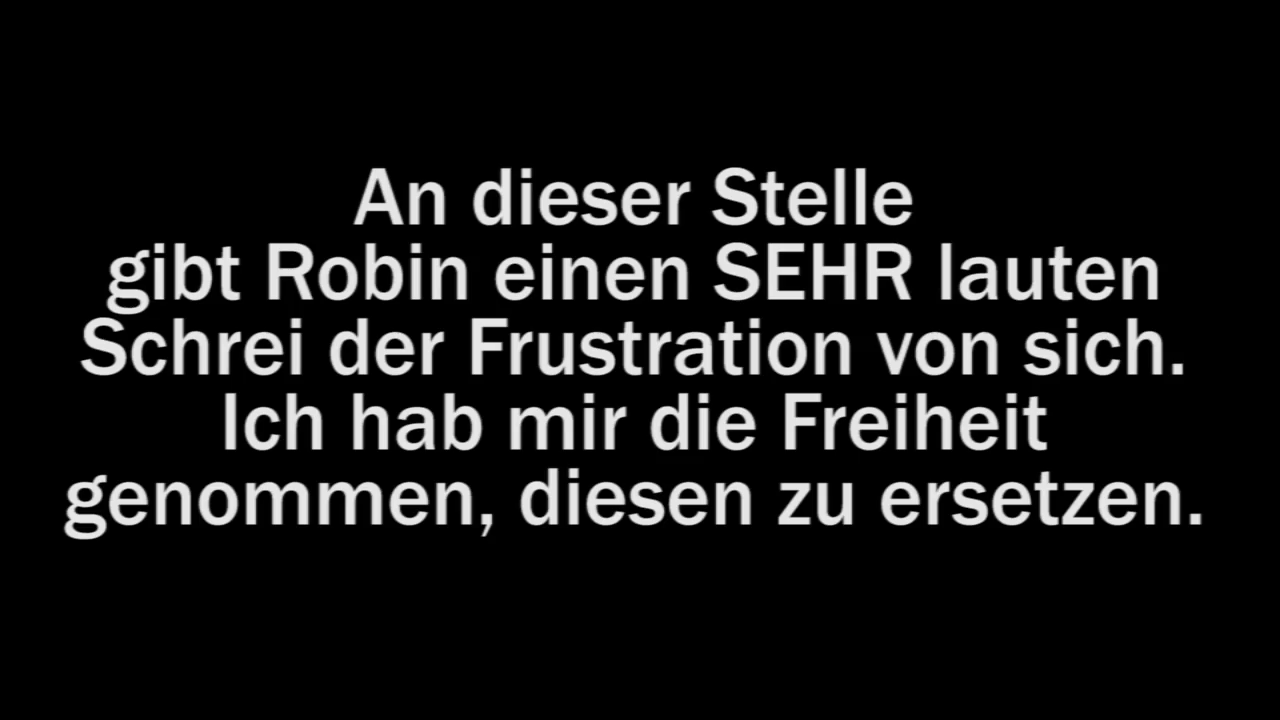 An dieser Stelle
gibt Robin einen SEHR lauten
Schrei der Frustration von sich.
Ich hab mir die Freiheit
genommen, diesen zu ersetzen.